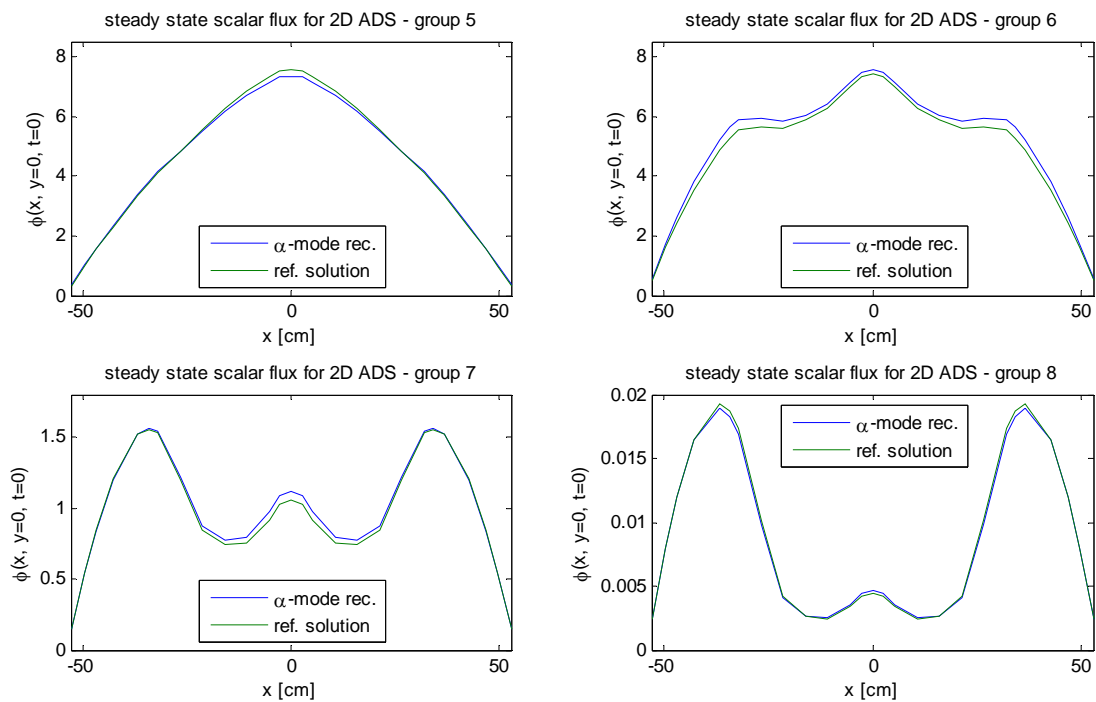 steady state scalar flux for 2D ADS - group 5
8
6
4
2
0
ϕ(x, y=0, t=0)
α-mode rec.
ref. solution
-50
0
50
x [cm]
steady state scalar flux for 2D ADS - group 6
8
6
4
2
0
ϕ(x, y=0, t=0)
α-mode rec.
ref. solution
-50
0
50
x [cm]
steady state scalar flux for 2D ADS - group 7
1.5
1
0.5
0
ϕ(x, y=0, t=0)
α-mode rec.
ref. solution
-50
0
50
x [cm]
steady state scalar flux for 2D ADS - group 8
0.02
0.015
0.01
0.005
0
ϕ(x, y=0, t=0)
α-mode rec.
ref. solution
-50
0
50
x [cm]